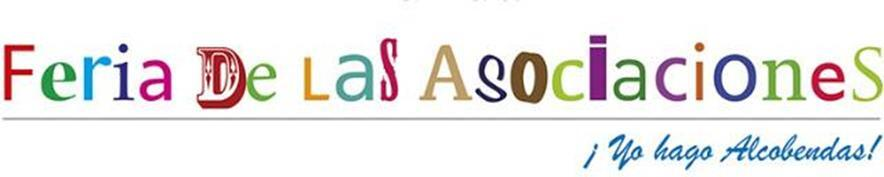 Feria De Las AsocIacioneS
¡Yo hago Alcobendas!